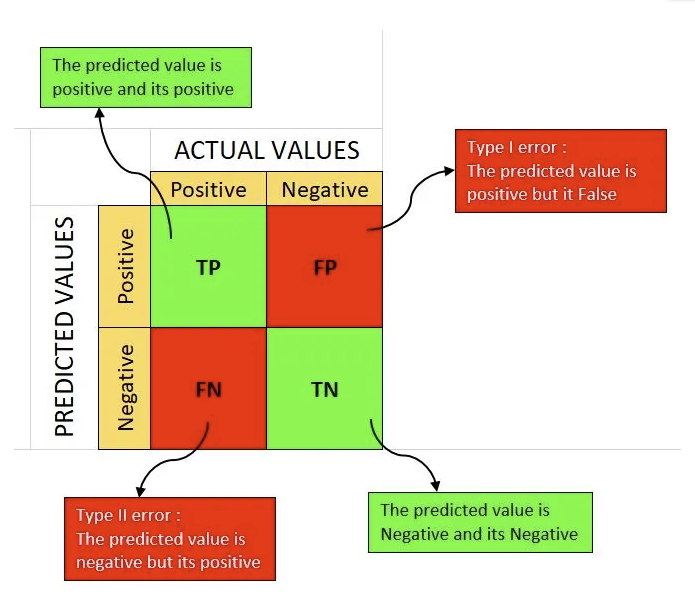 The predicted value is
positive and its positive
ACTUAL VALUES
Type I error :
The predicted value is
positive but it False
Positive
Negative
PREDICTED VALUES
Positive
TP
FP
Negative
FN
TN
Type II error :
The predicted value is
negative but its positive
The predicted value is
Negative and its Negative